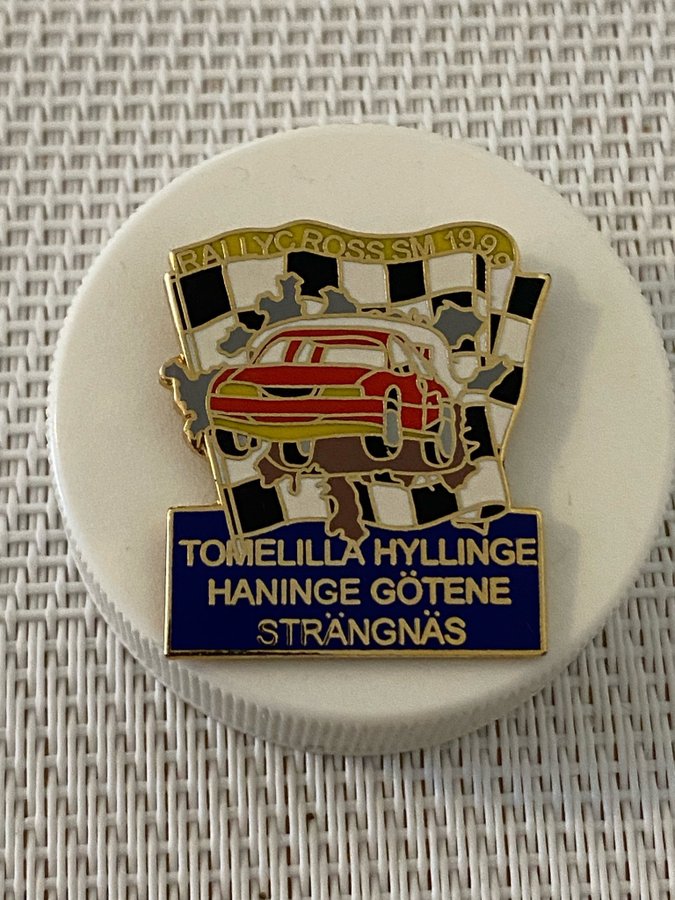 RALLYCROSS SM 1999
TOMELILLA HYLLINGE
HANINGE GÖTENE
STRÄNGNÄS